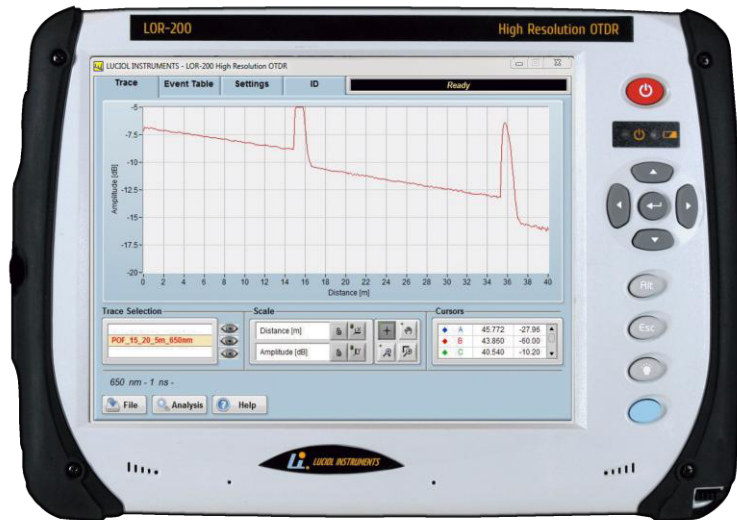 LOR-200 High Resolution OTDR
LUCIOL INSTRUMENTS - LOR-200 High Resolution OTDR
Trace Event Table Settings ID Ready
-5
-7.5
-10
-12.5
-15
-17.5
-20
Amplitude [dB]
0 2 4 6 8 10 12 14 16 18 20 22 24 26 28 30 32 34 36 38 40
Distance [m]
Trace Selection Scale Cursors
POF_15_20_5m_650nm
Distance [m]
Amplitude [dB]
A 45.772 -27.96
B 43.860 -60.00
C 40.540 -10.20
650 nm - 1 ns -
File Analysis Help
Alt
Esc
Li. LUCIOL INSTRUMENTS